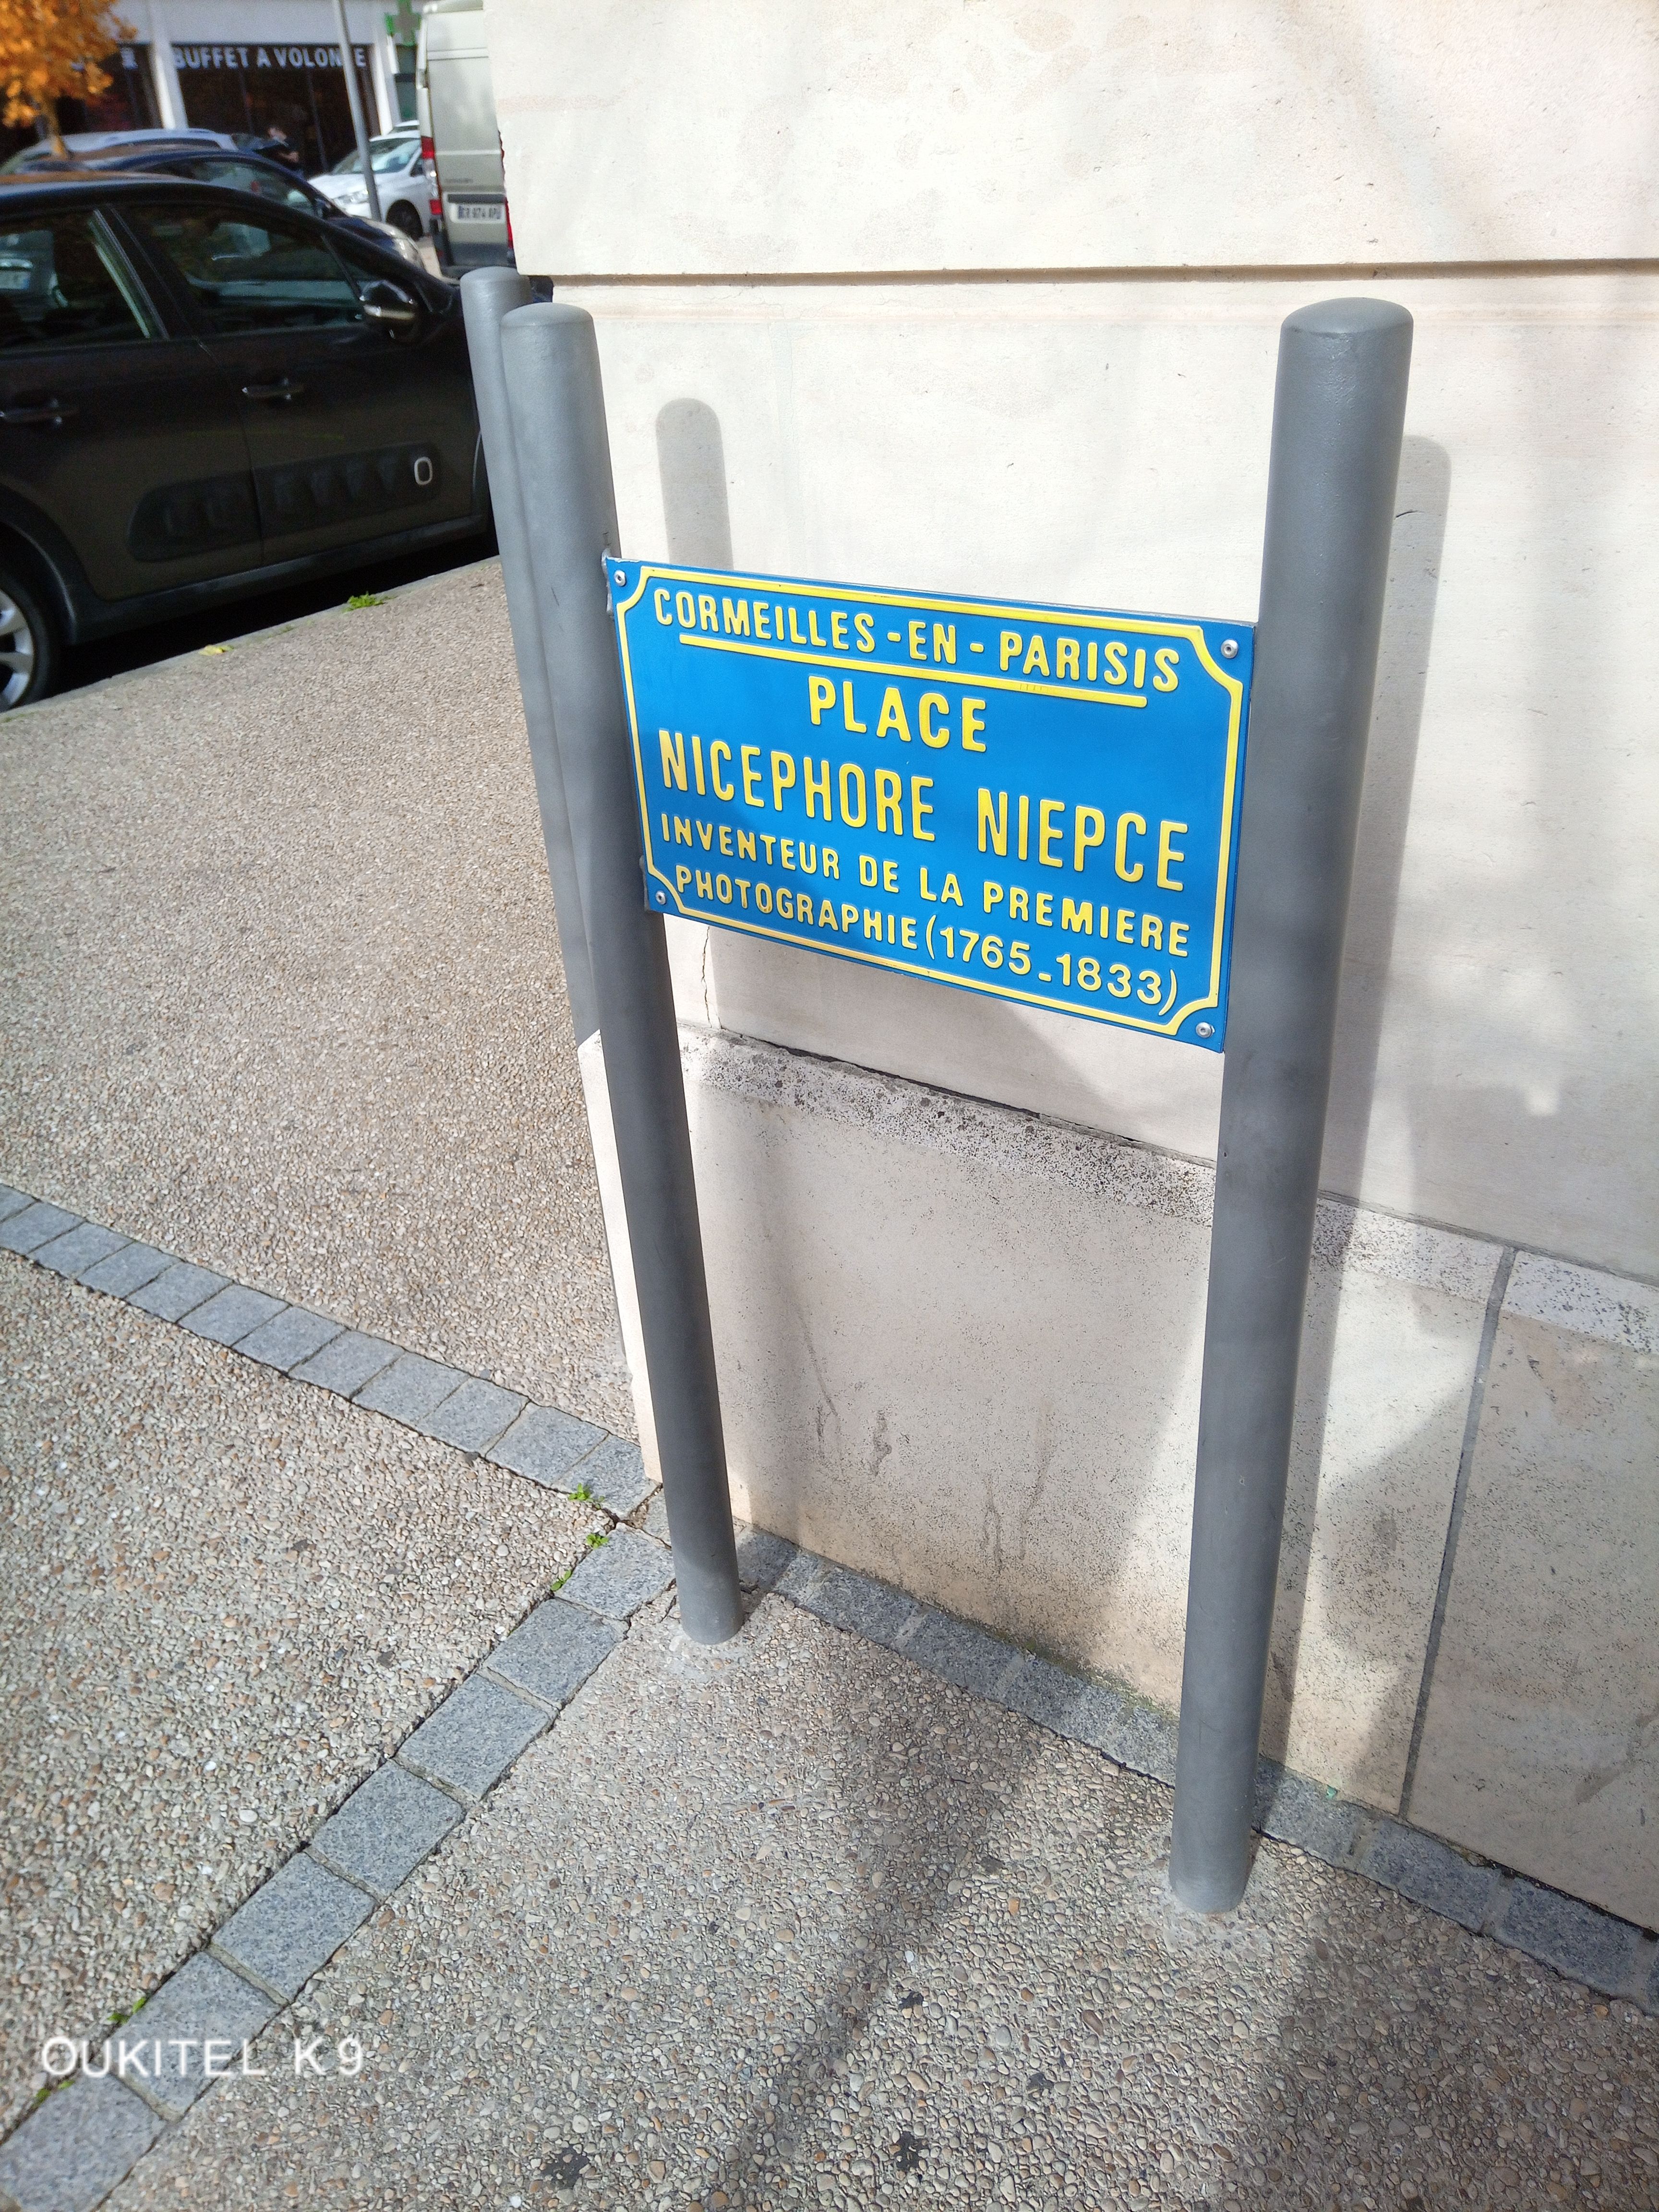 BUFFET A VOLONTE
CORMEILLES-EN-PARISIS
PLACE
NICEPHORE NIEPCE
INVENTEUR DE LA PREMIERE
PHOTOGRAPHIE (1765-1833)
OUKITEL K9